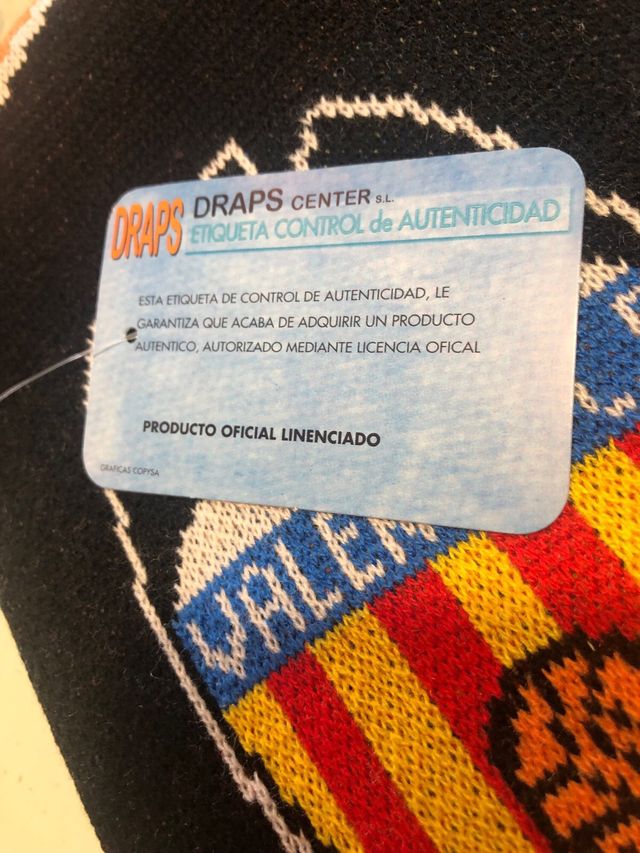 DRAPS
DRAPS CENTER S.L.
ETIQUETA CONTROL de AUTENTICIDAD
ESTA ETIQUETA DE CONTROL DE AUTENTICIDAD, LE
GARANTIZA QUE ACABA DE ADQUIRIR UN PRODUCTO
AUTENTICO, AUTORIZADO MEDIANTE LICENCIA OFICAL
PRODUCTO OFICIAL LINENCIADO
GRAFICAS COPYSA
VALEN